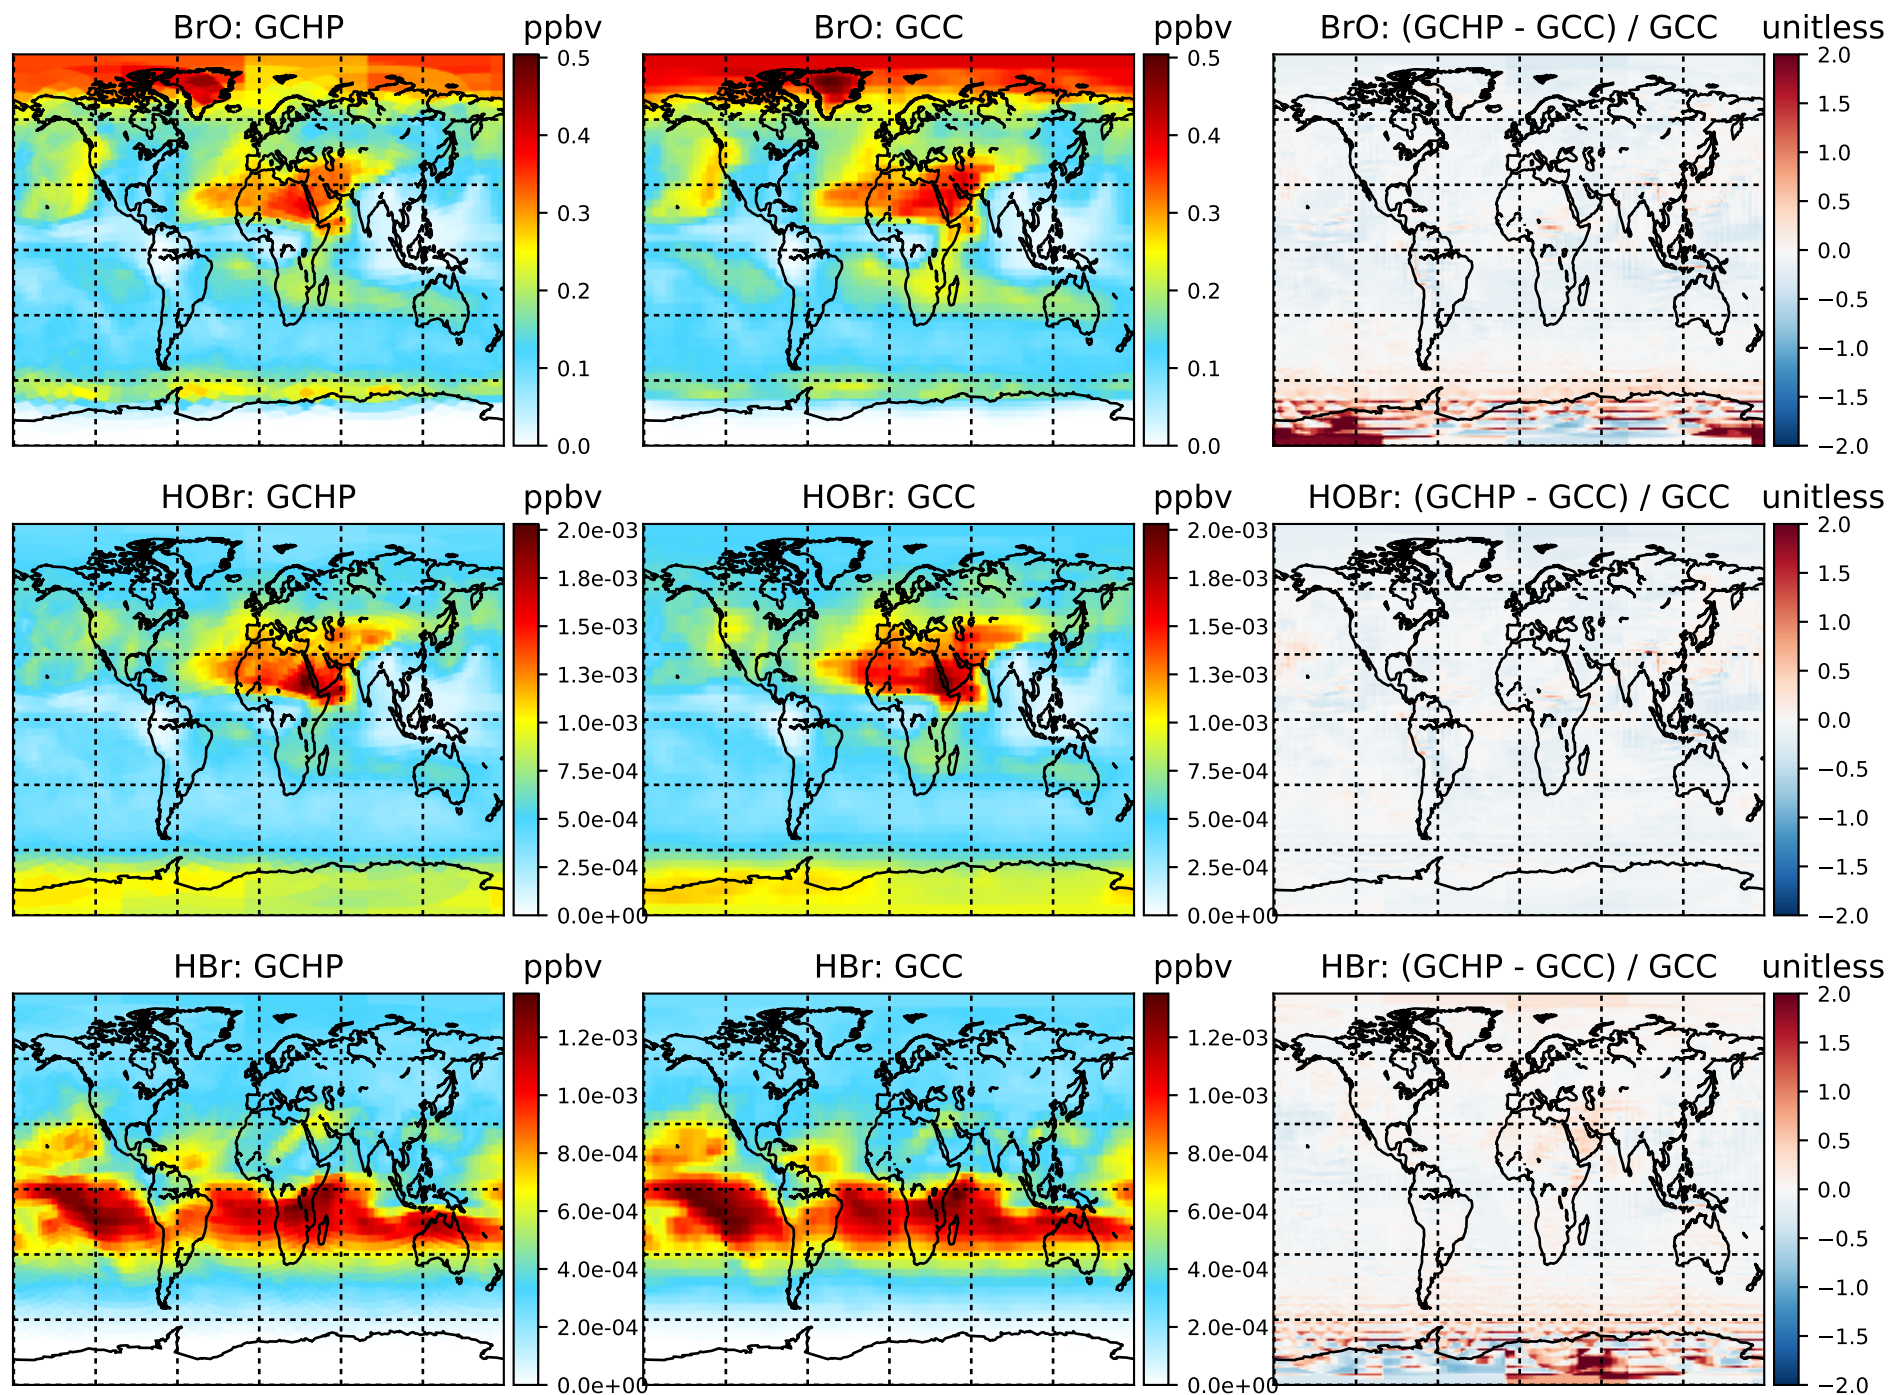 BrO: GCHP ppbv BrO: GCC ppbv BrO: (GCHP - GCC) / GCC unitless
0.5 0.5 2.0
0.4 0.4 1.5
0.3 0.3 1.0
0.2 0.2 0.5
0.1 0.1 0.0
0.0 0.0 −0.5
−1.0
−1.5
−2.0
HOBr: GCHP ppbv HOBr: GCC ppbv HOBr: (GCHP - GCC) / GCC unitless
2.0e-03 2.0e-03 2.0
1.8e-03 1.8e-03 1.5
1.5e-03 1.5e-03 1.0
1.3e-03 1.3e-03 0.5
1.0e-03 1.0e-03 0.0
7.5e-04 7.5e-04 −0.5
5.0e-04 5.0e-04 −1.0
2.5e-04 2.5e-04 −1.5
0.0e+00 0.0e+00 −2.0
HBr: GCHP ppbv HBr: GCC ppbv HBr: (GCHP - GCC) / GCC unitless
1.2e-03 1.2e-03 2.0
1.0e-03 1.0e-03 1.5
8.0e-04 8.0e-04 1.0
6.0e-04 6.0e-04 0.5
4.0e-04 4.0e-04 0.0
2.0e-04 2.0e-04 −0.5
0.0e+00 0.0e+00 −1.0
−1.5
−2.0